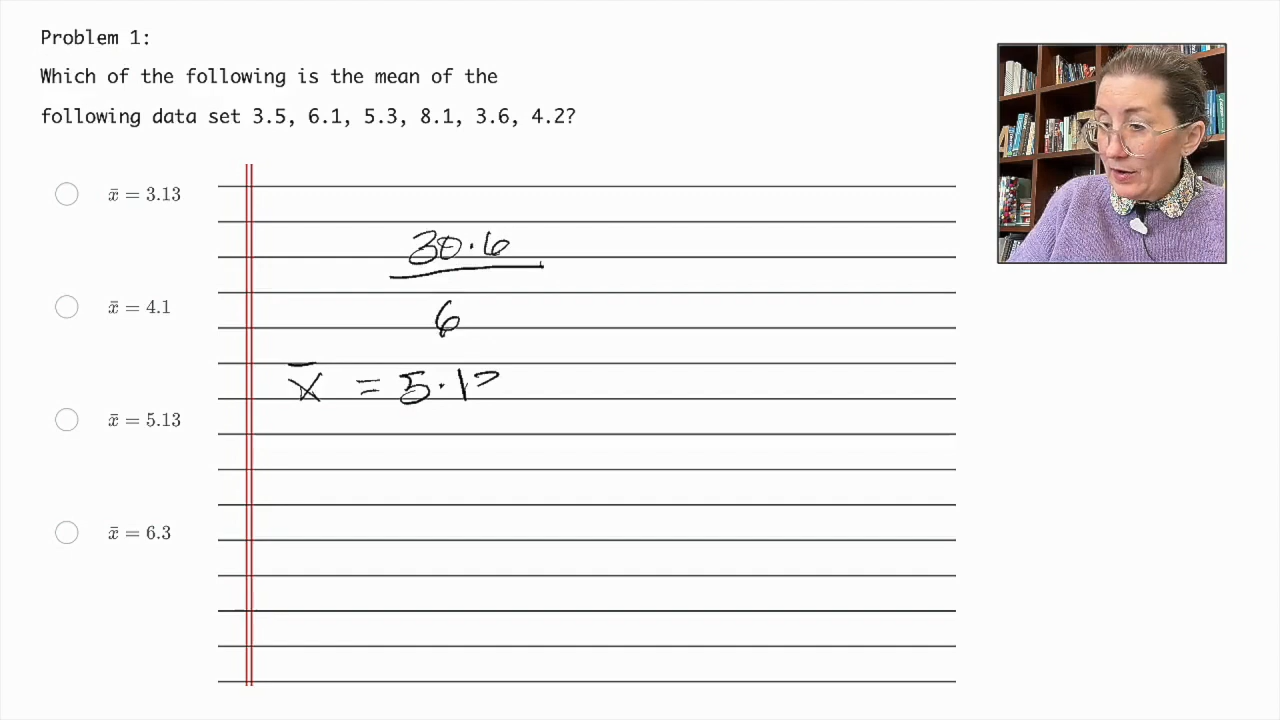 Problem 1:
Which of the following is the mean of the
following data set 3.5, 6.1, 5.3, 8.1, 3.6, 4.2?
x̄ = 3.13
x̄ = 4.1
x̄ = 5.13
x̄ = 6.3
30.6
6
x̄ = 5.13